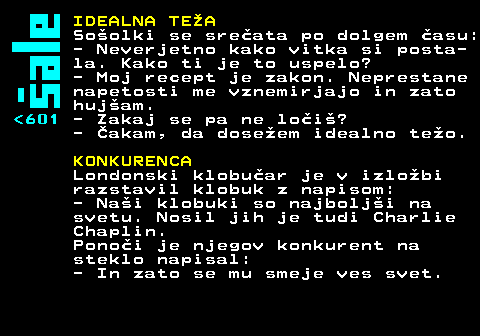 šale
<601
IDEALNA TEŽA
Sošolki se srečata po dolgem času:
- Neverjetno kako vitka si posta-
la. Kako ti je to uspelo?
- Moj recept je zakon. Neprestane
napetosti me vznemirjajo in zato
hujšam.
- Zakaj se pa ne ločiš?
- Čakam, da dosežem idealno težo.
KONKURENCA
Londonski klobučar je v izložbi
razstavil klobuk z napisom:
- Naši klobuki so najboljši na
svetu. Nosil jih je tudi Charlie
Chaplin.
Ponoči je njegov konkurent na
steklo napisal:
- In zato se mu smeje ves svet.